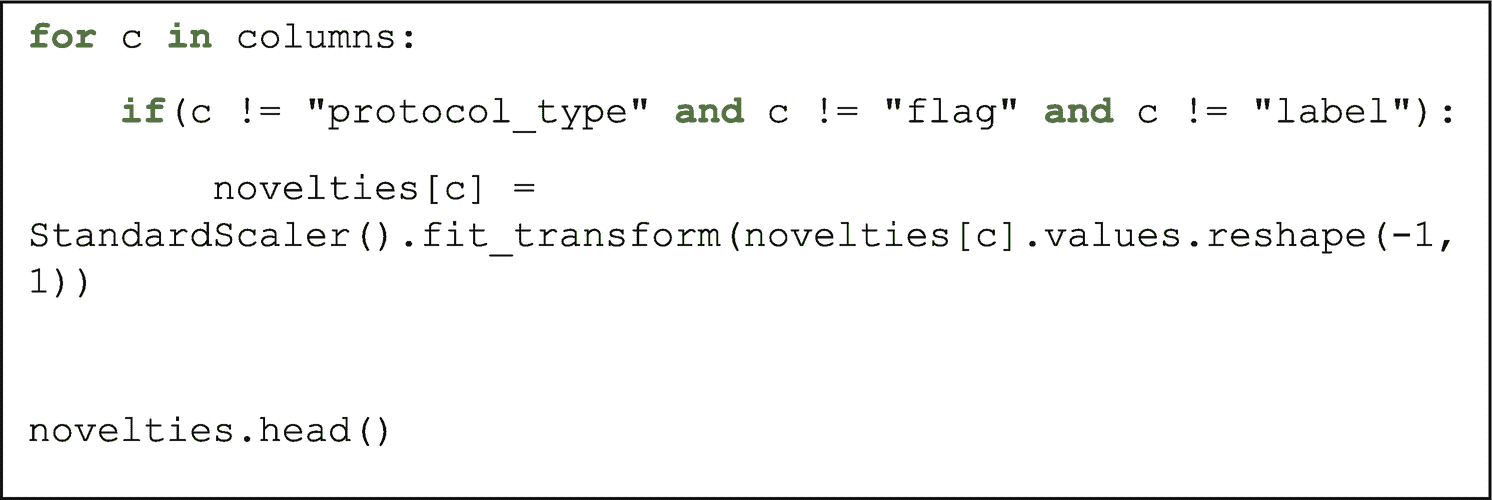 for c in columns:
    if(c != "protocol_type" and c != "flag" and c != "label"):
        novelties[c] =
StandardScaler().fit_transform(novelties[c].values.reshape(-1,
1))
novelties.head()